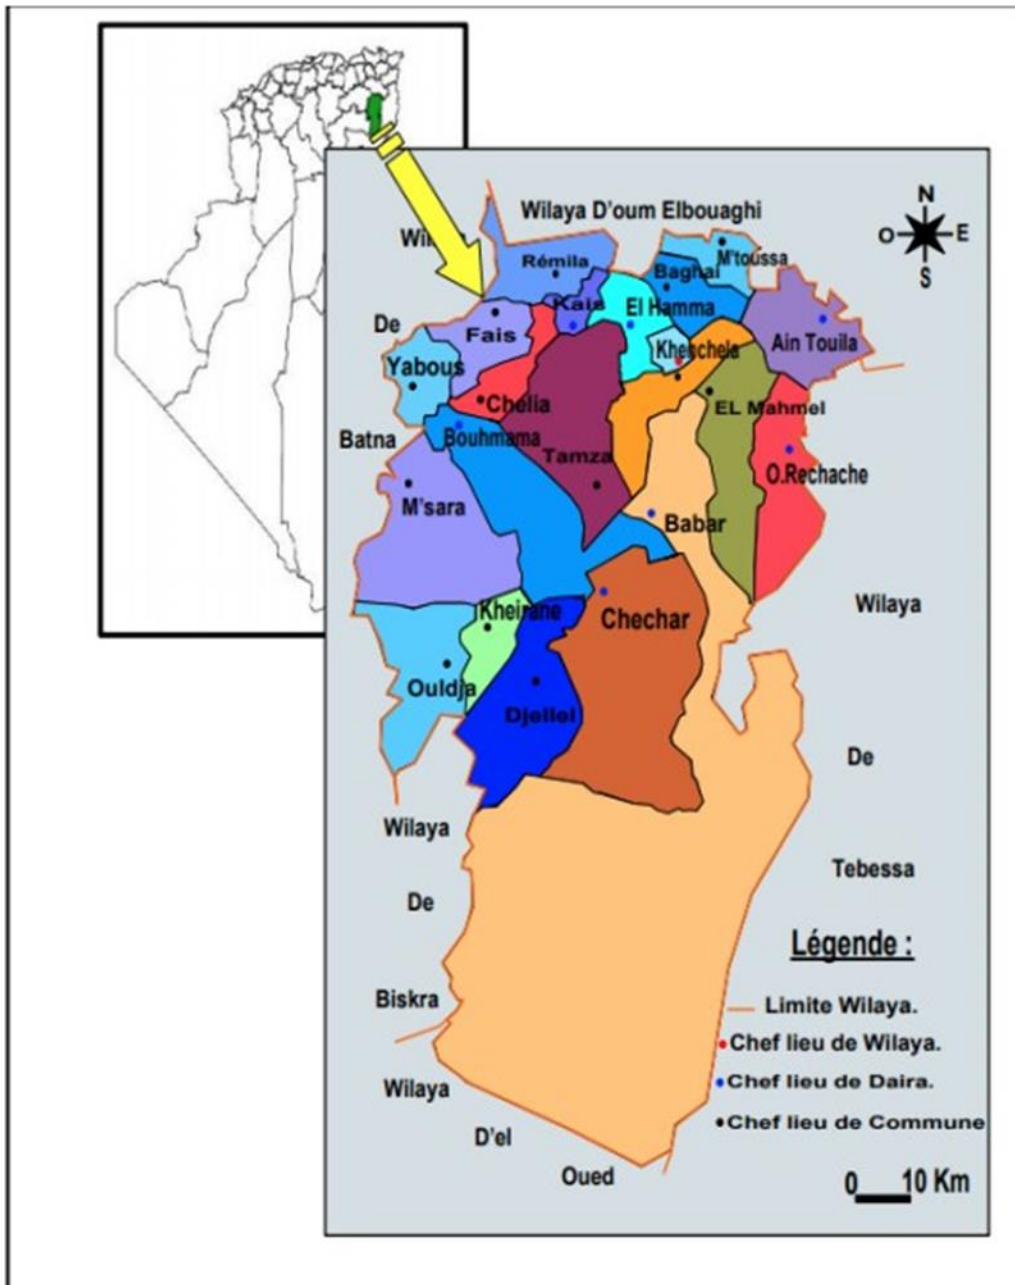 Wilaya D'oum Elbouaghi
N
O
E
S
M'toussa
Rémila
Baghai
Kais
El Hamma
De
Fais
Khenchela
Ain Touila
Yabous
Chelia
EL Mahmel
Batna
Bouhmama
Tamza
O.Rechache
M'sara
Babar
Wilaya
Kheirane
Chechar
Ouldja
Djellel
De
Wilaya
Tebessa
De
Légende :
Biskra
Limite Wilaya.
Chef lieu de Wilaya.
Chef lieu de Daira.
Wilaya
Chef lieu de Commune
D'el
Oued
0 10 Km